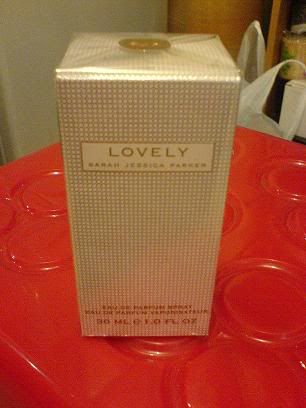 LOVELY
SARAH JESSICA PARKER
EAU DE PARFUM SPRAY
EAU DE PARFUM VAPORISATEUR
30 ML ℮ 1.0 FL OZ